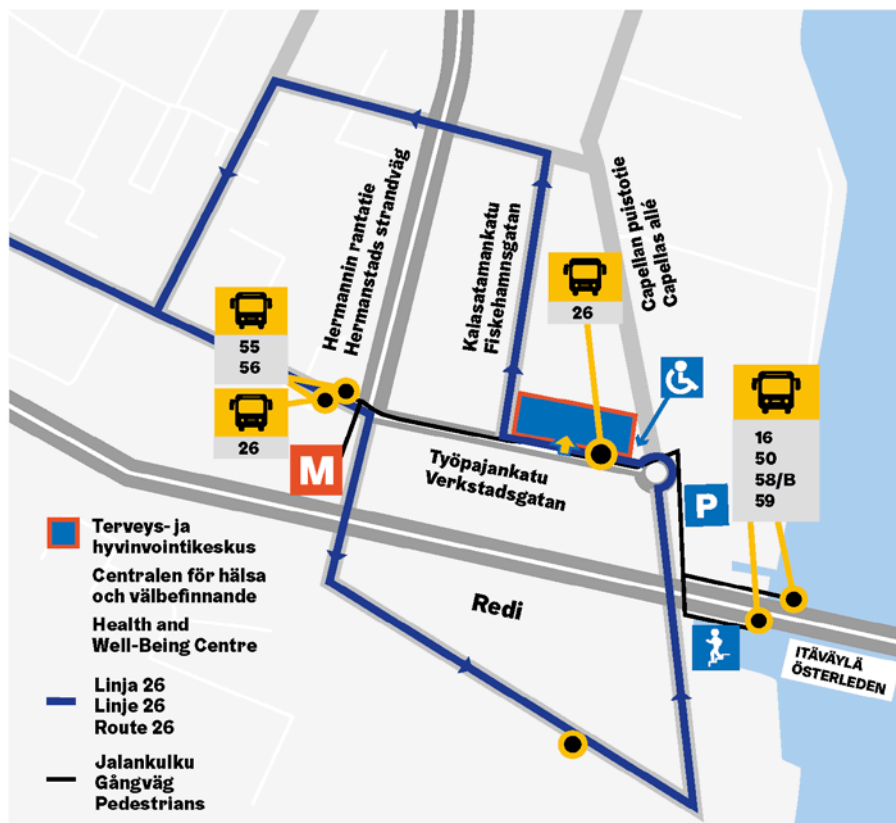 Hermannin rantatie
Hermanstads strandväg
Kalasatamankatu
Fiskehamnsgatan
Capellan puistotie
Capellas allé
26
55
56
26
16
50
58/B
59
M
Työpajankatu
Verkstadsgatan
P
Redi
ITÄVÄYLÄ
ÖSTERLEDEN
Terveys- ja
hyvinvointikeskus
Centralen för hälsa
och välbefinnande
Health and
Well-Being Centre
Linja 26
Linje 26
Route 26
Jalankulku
Gångväg
Pedestrians